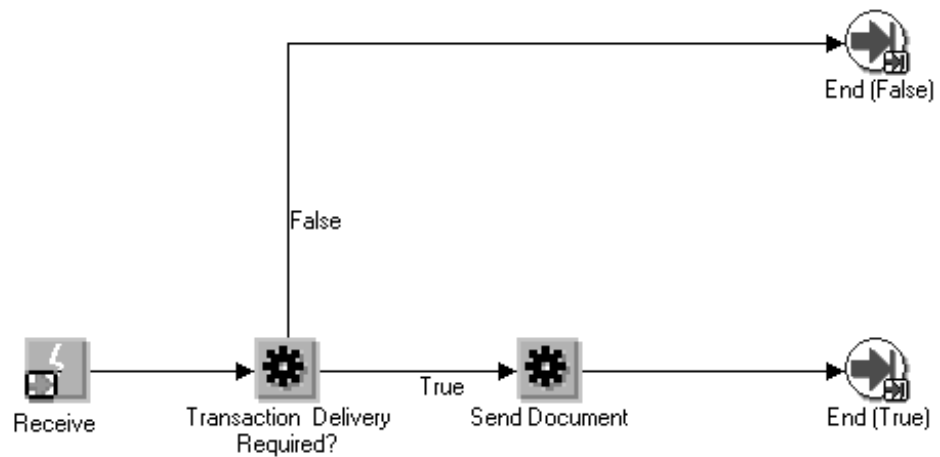 End (False)
False
True
Receive
Transaction Delivery
Required?
Send Document
End (True)